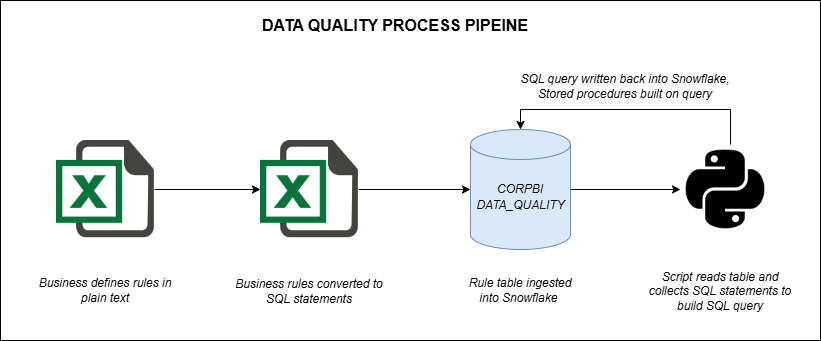 DATA QUALITY PROCESS PIPEINE
SQL query written back into Snowflake,
Stored procedures built on query
X
X
CORPBI
DATA_QUALITY
Business defines rules in
plain text
Business rules converted to
SQL statements
Rule table ingested
into Snowflake
Script reads table and
collects SQL statements to
build SQL query